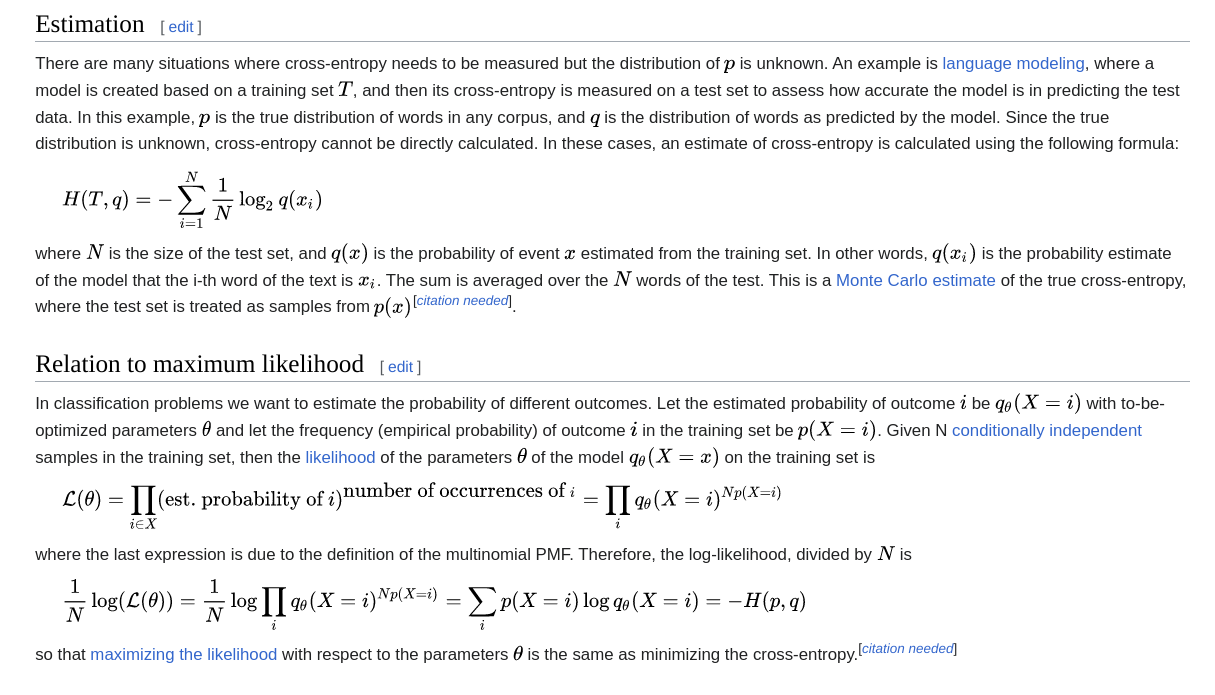 Estimation [ edit ]
There are many situations where cross-entropy needs to be measured but the distribution of p is unknown. An example is language modeling, where a
model is created based on a training set T, and then its cross-entropy is measured on a test set to assess how accurate the model is in predicting the test
data. In this example, p is the true distribution of words in any corpus, and q is the distribution of words as predicted by the model. Since the true
distribution is unknown, cross-entropy cannot be directly calculated. In these cases, an estimate of cross-entropy is calculated using the following formula:
H(T, q) = − ∑_{i=1}^{N} \frac{1}{N} log₂ q(x_i)
where N is the size of the test set, and q(x) is the probability of event x estimated from the training set. In other words, q(x_i) is the probability estimate
of the model that the i-th word of the text is x_i. The sum is averaged over the N words of the test. This is a Monte Carlo estimate of the true cross-entropy,
where the test set is treated as samples from p(x)[citation needed].
Relation to maximum likelihood [ edit ]
In classification problems we want to estimate the probability of different outcomes. Let the estimated probability of outcome i be q_θ(X = i) with to-be-
optimized parameters θ and let the frequency (empirical probability) of outcome i in the training set be p(X = i). Given N conditionally independent
samples in the training set, then the likelihood of the parameters θ of the model q_θ(X = x) on the training set is
ℒ(θ) = ∏_{i∈X} (est. probability of i)^{number of occurrences of i} = ∏_i q_θ(X = i)^{Np(X=i)}
where the last expression is due to the definition of the multinomial PMF. Therefore, the log-likelihood, divided by N is
\frac{1}{N} log(ℒ(θ)) = \frac{1}{N} log ∏_i q_θ(X = i)^{Np(X=i)} = ∑_i p(X = i) log q_θ(X = i) = −H(p, q)
so that maximizing the likelihood with respect to the parameters θ is the same as minimizing the cross-entropy.[citation needed]